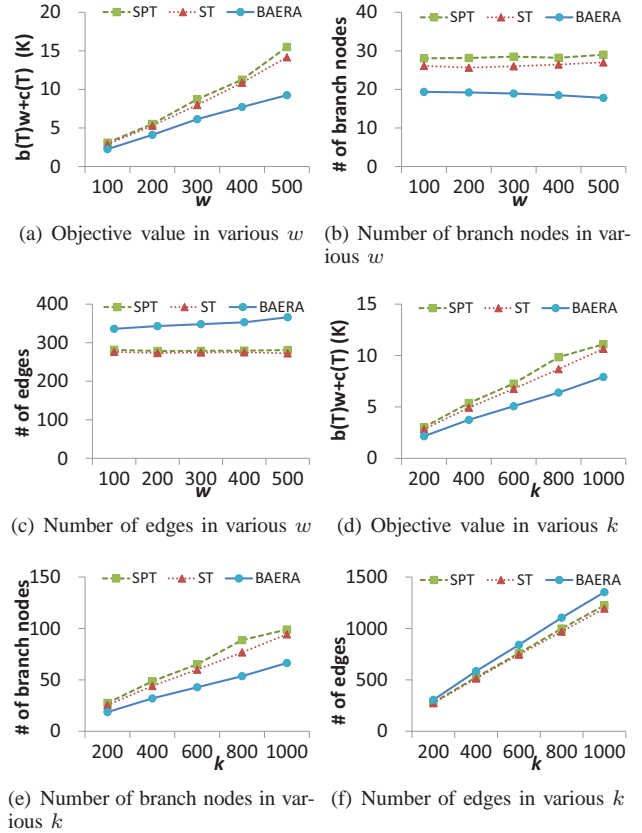 SPT ST BAERA
20
15
10
5
0
b(T)w+c(T) (K)
100 200 300 400 500
w
(a) Objective value in various w
SPT ST BAERA
40
30
20
10
0
# of branch nodes
100 200 300 400 500
w
(b) Number of branch nodes in var-
ious w
SPT ST BAERA
400
300
200
100
0
# of edges
100 200 300 400 500
w
(c) Number of edges in various w
SPT ST BAERA
15
10
5
0
b(T)w+c(T) (K)
200 400 600 800 1000
k
(d) Objective value in various k
SPT ST BAERA
150
100
50
0
# of branch nodes
200 400 600 800 1000
k
(e) Number of branch nodes in var-
ious k
SPT ST BAERA
1500
1000
500
0
# of edges
200 400 600 800 1000
k
(f) Number of edges in various k